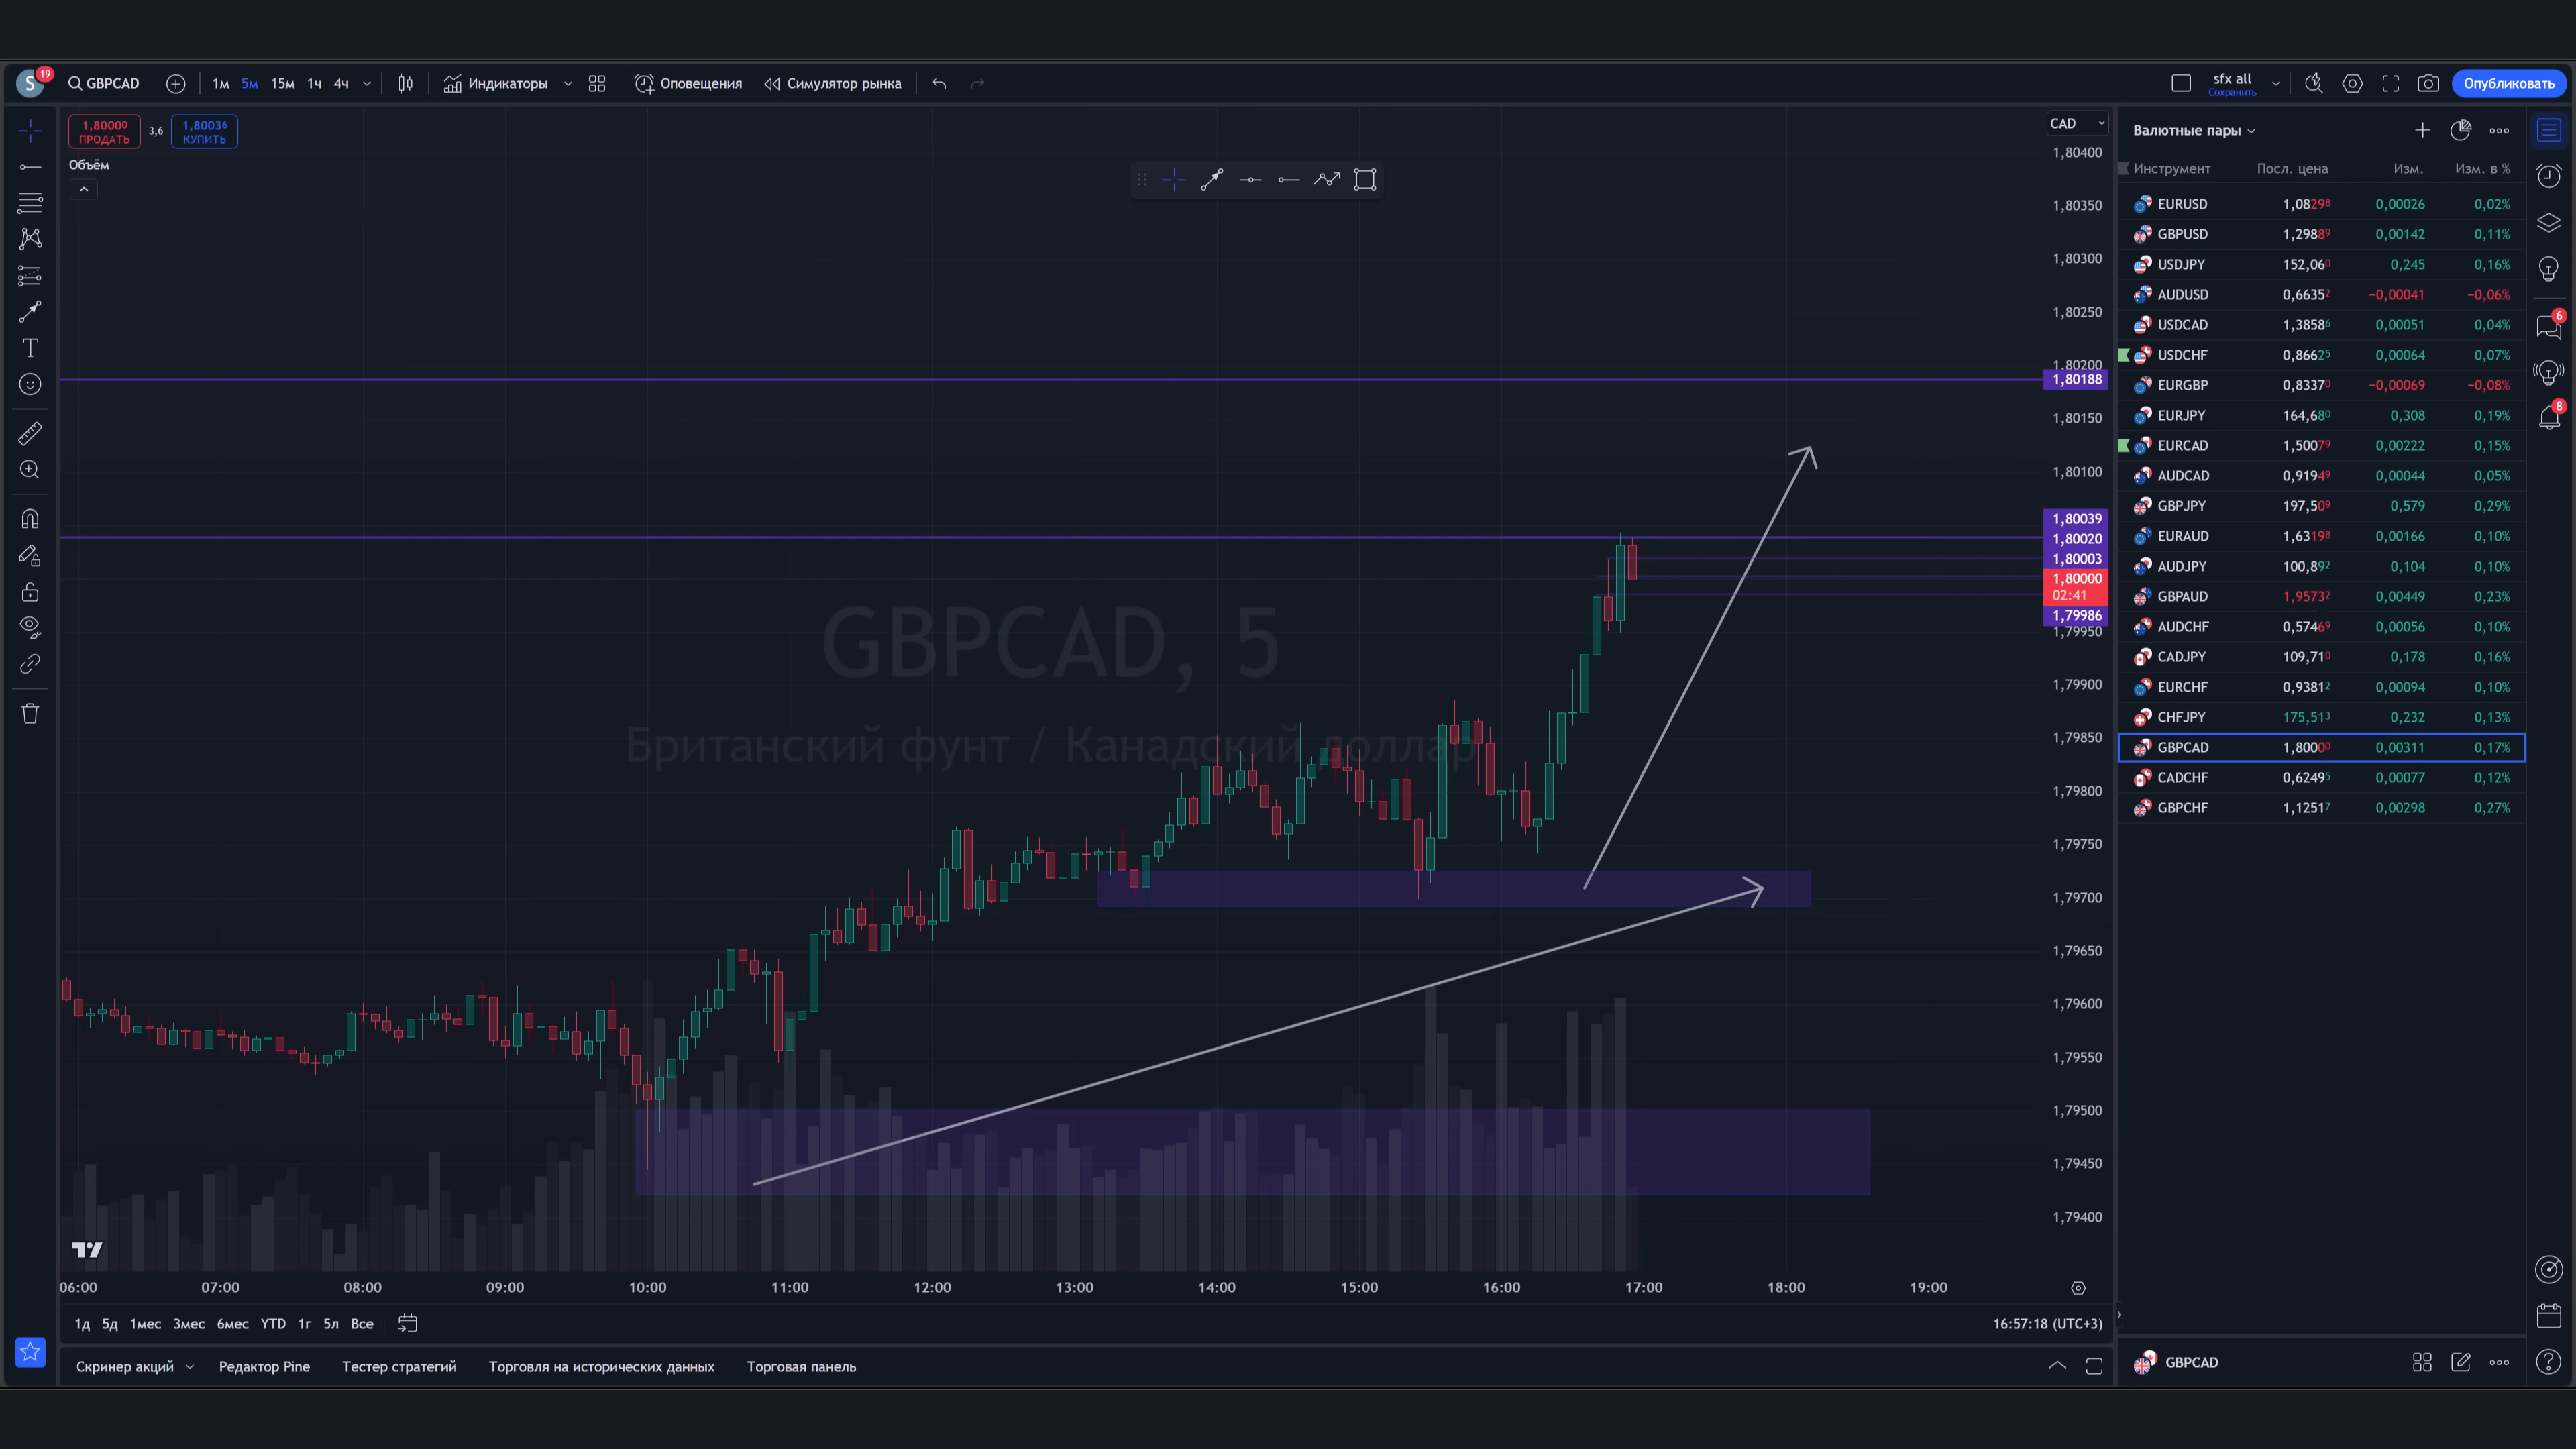 S 19 GBPCAD 1м 5м 15м 1ч 4ч Индикаторы Оповещения Симулятор рынка sfx all Сохранить Опубликовать
1,80000 ПРОДАТЬ 3,6 1,80036 КУПИТЬ
Объём
CAD
1,80400
1,80350
1,80300
1,80250
1,80200
1,80188
1,80150
1,80100
1,80039
1,80020
1,80003
1,80000
02:41
1,79986
1,79950
1,79900
1,79850
1,79800
1,79750
1,79700
1,79650
1,79600
1,79550
1,79500
1,79450
1,79400
GBPCAD, 5
Британский фунт / Канадский доллар
06:00 07:00 08:00 09:00 10:00 11:00 12:00 13:00 14:00 15:00 16:00 17:00 18:00 19:00
1д 5д 1мес 3мес 6мес YTD 1г 5л Все 16:57:18 (UTC+3)
Скринер акций Редактор Pine Тестер стратегий Торговля на исторических данных Торговая панель
Валютные пары
Инструмент Посл. цена Изм. Изм. в %
EURUSD 1,08298 0,00026 0,02%
GBPUSD 1,29889 0,00142 0,11%
USDJPY 152,060 0,245 0,16%
AUDUSD 0,66352 −0,00041 −0,06%
USDCAD 1,38586 0,00051 0,04%
USDCHF 0,86625 0,00064 0,07%
EURGBP 0,83370 −0,00069 −0,08%
EURJPY 164,680 0,308 0,19%
EURCAD 1,50079 0,00222 0,15%
AUDCAD 0,91949 0,00044 0,05%
GBPJPY 197,509 0,579 0,29%
EURAUD 1,63198 0,00166 0,10%
AUDJPY 100,892 0,104 0,10%
GBPAUD 1,95732 0,00449 0,23%
AUDCHF 0,57469 0,00056 0,10%
CADJPY 109,710 0,178 0,16%
EURCHF 0,93812 0,00094 0,10%
CHFJPY 175,513 0,232 0,13%
GBPCAD 1,80000 0,00311 0,17%
CADCHF 0,62495 0,00077 0,12%
GBPCHF 1,12517 0,00298 0,27%
GBPCAD
6
8